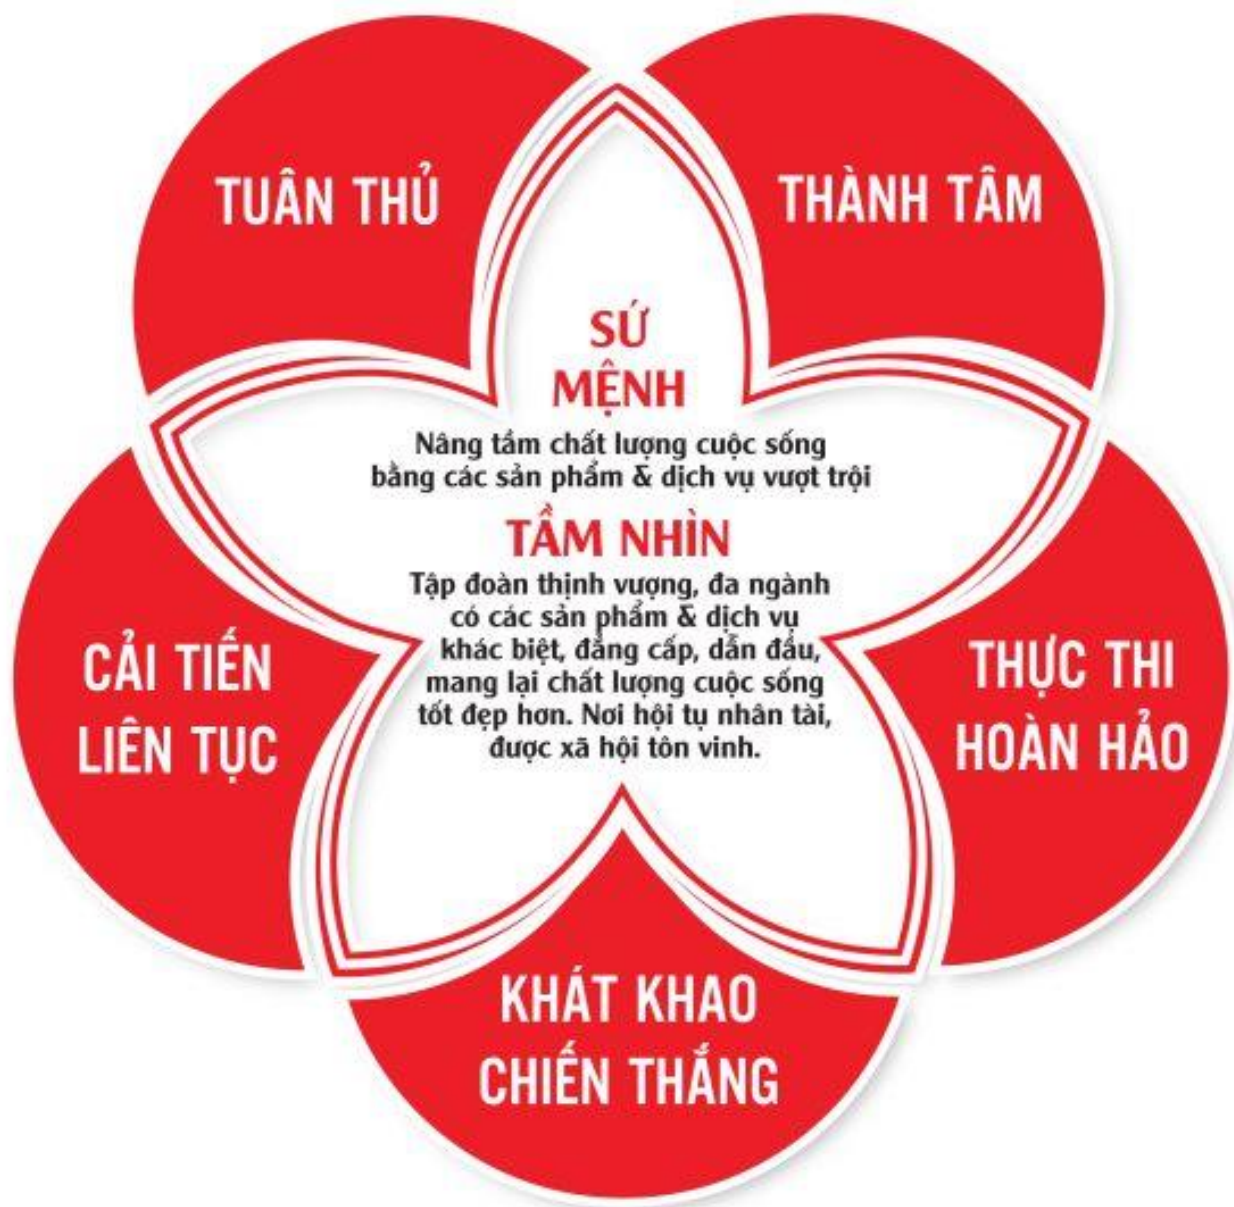 TUÂN THỦ
THÀNH TÂM
SỨ
MỆNH
Nâng tầm chất lượng cuộc sống
bằng các sản phẩm & dịch vụ vượt trội
TẦM NHÌN
Tập đoàn thịnh vượng, đa ngành
có các sản phẩm & dịch vụ
khác biệt, đẳng cấp, dẫn đầu,
mang lại chất lượng cuộc sống
tốt đẹp hơn. Nơi hội tụ nhân tài,
được xã hội tôn vinh.
CẢI TIẾN
LIÊN TỤC
THỰC THI
HOÀN HẢO
KHÁT KHAO
CHIẾN THẮNG